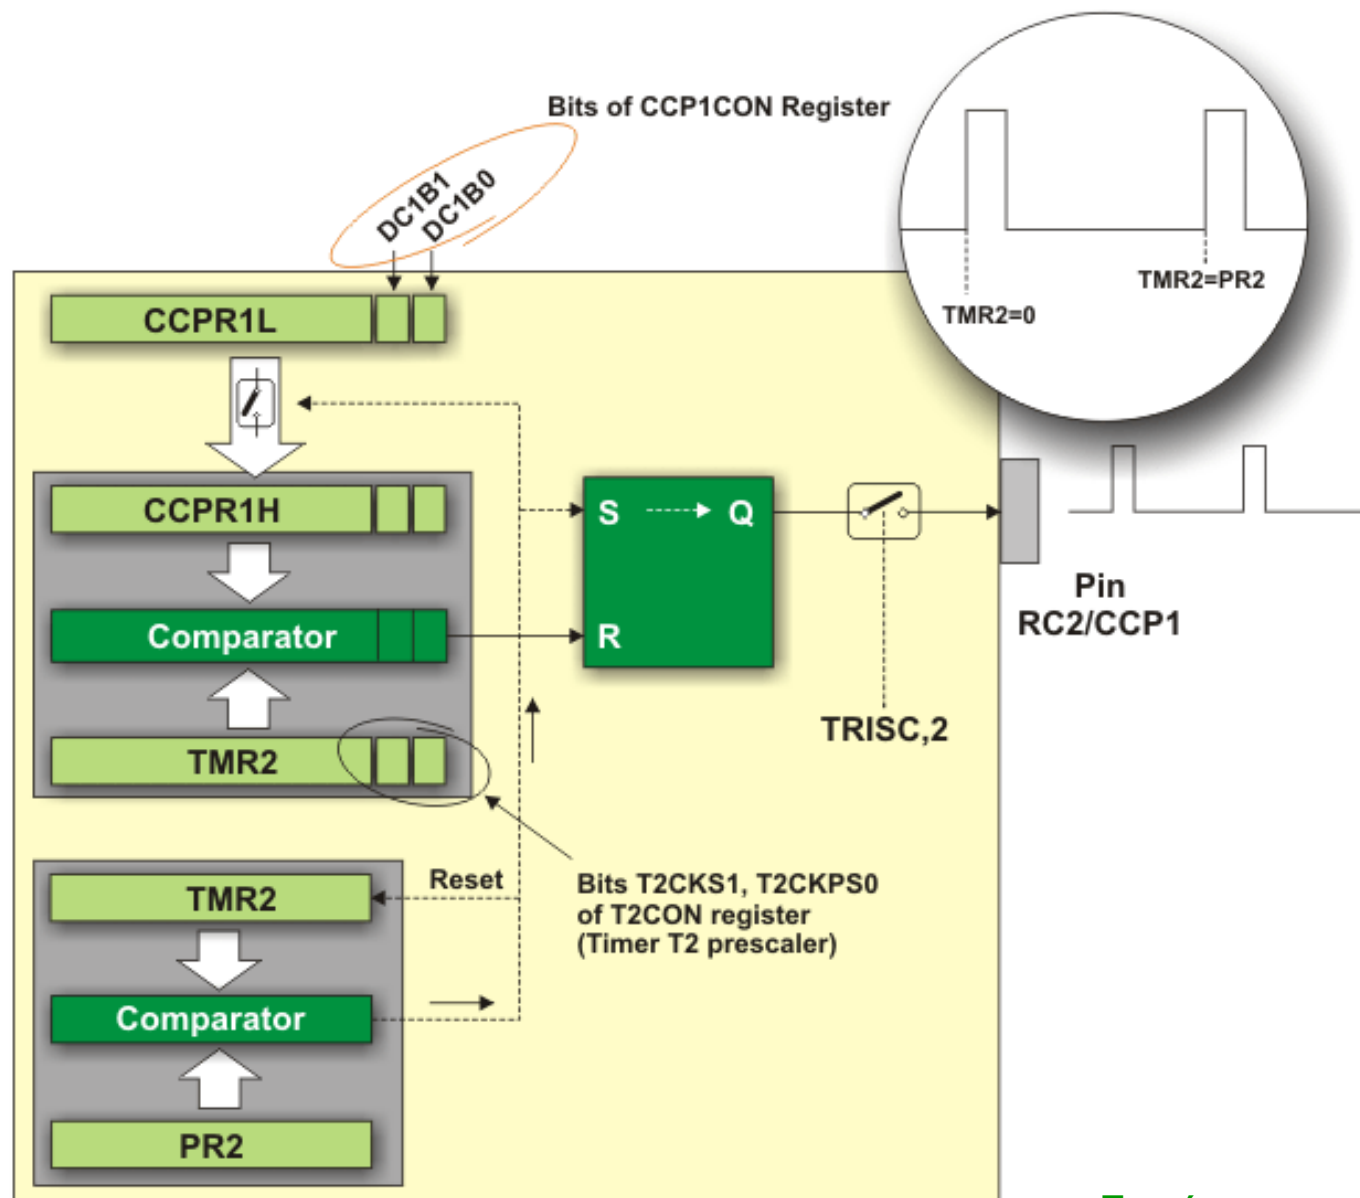 Bits of CCP1CON Register
DC1B1
DC1B0
TMR2=PR2
TMR2=0
CCPR1L
CCPR1H
S
Q
Comparator
R
Pin
RC2/CCP1
TRISC,2
TMR2
Reset
Bits T2CKS1, T2CKPS0
of T2CON register
(Timer T2 prescaler)
TMR2
Comparator
PR2